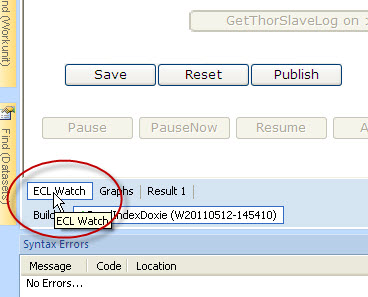 GetThorSlaveLog on
nd (Workunit)
Save Reset Publish
Pause PauseNow Resume
Find (Datasets)
ECL Watch Graphs Result 1
IndexDoxie (W20110512-145410)
ECL Watch
Syntax Errors
Message Code Location
No Errors...